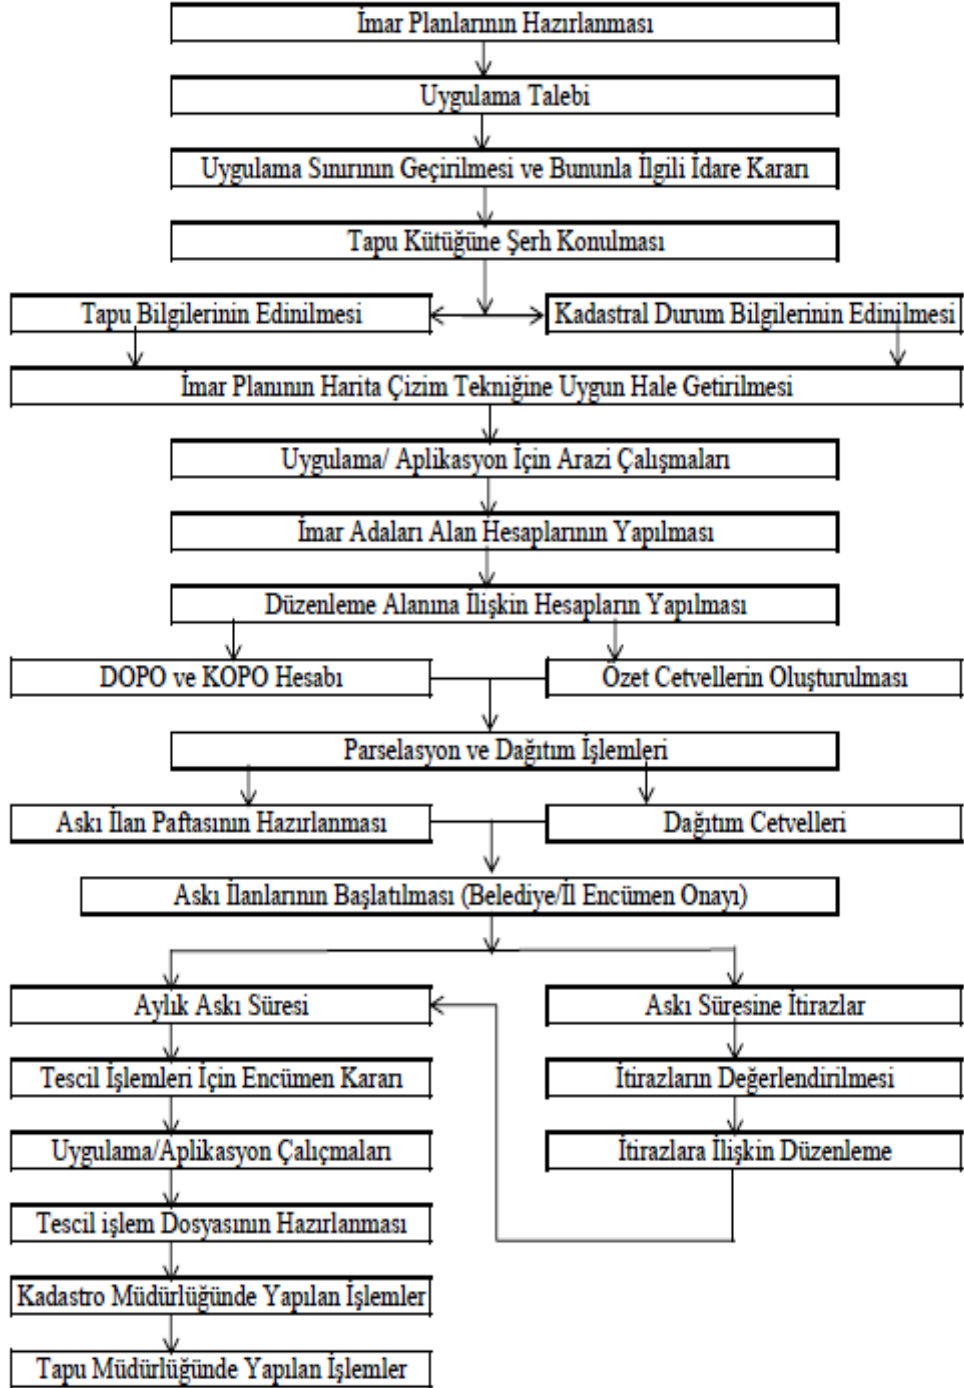 İmar Planlarının Hazırlanması
Uygulama Talebi
Uygulama Sınırının Geçirilmesi ve Bununla İlgili İdare Kararı
Tapu Kütüğüne Şerh Konulması
Tapu Bilgilerinin Edinilmesi
Kadastral Durum Bilgilerinin Edinilmesi
İmar Planının Harita Çizim Tekniğine Uygun Hale Getirilmesi
Uygulama/ Aplikasyon İçin Arazi Çalışmaları
İmar Adaları Alan Hesaplarının Yapılması
Düzenleme Alanına İlişkin Hesapların Yapılması
DOPO ve KOPO Hesabı
Özet Cetvellerin Oluşturulması
Parselasyon ve Dağıtım İşlemleri
Askı İlan Paftasının Hazırlanması
Dağıtım Cetvelleri
Askı İlanlarının Başlatılması (Belediye/İl Encümen Onayı)
Aylık Askı Süresi
Askı Süresine İtirazlar
Tescil İşlemleri İçin Encümen Kararı
İtirazların Değerlendirilmesi
Uygulama/Aplikasyon Çalıçmaları
İtirazlara İlişkin Düzenleme
Tescil işlem Dosyasının Hazırlanması
Kadastro Müdürlüğünde Yapılan İşlemler
Tapu Müdürlüğünde Yapılan İşlemler